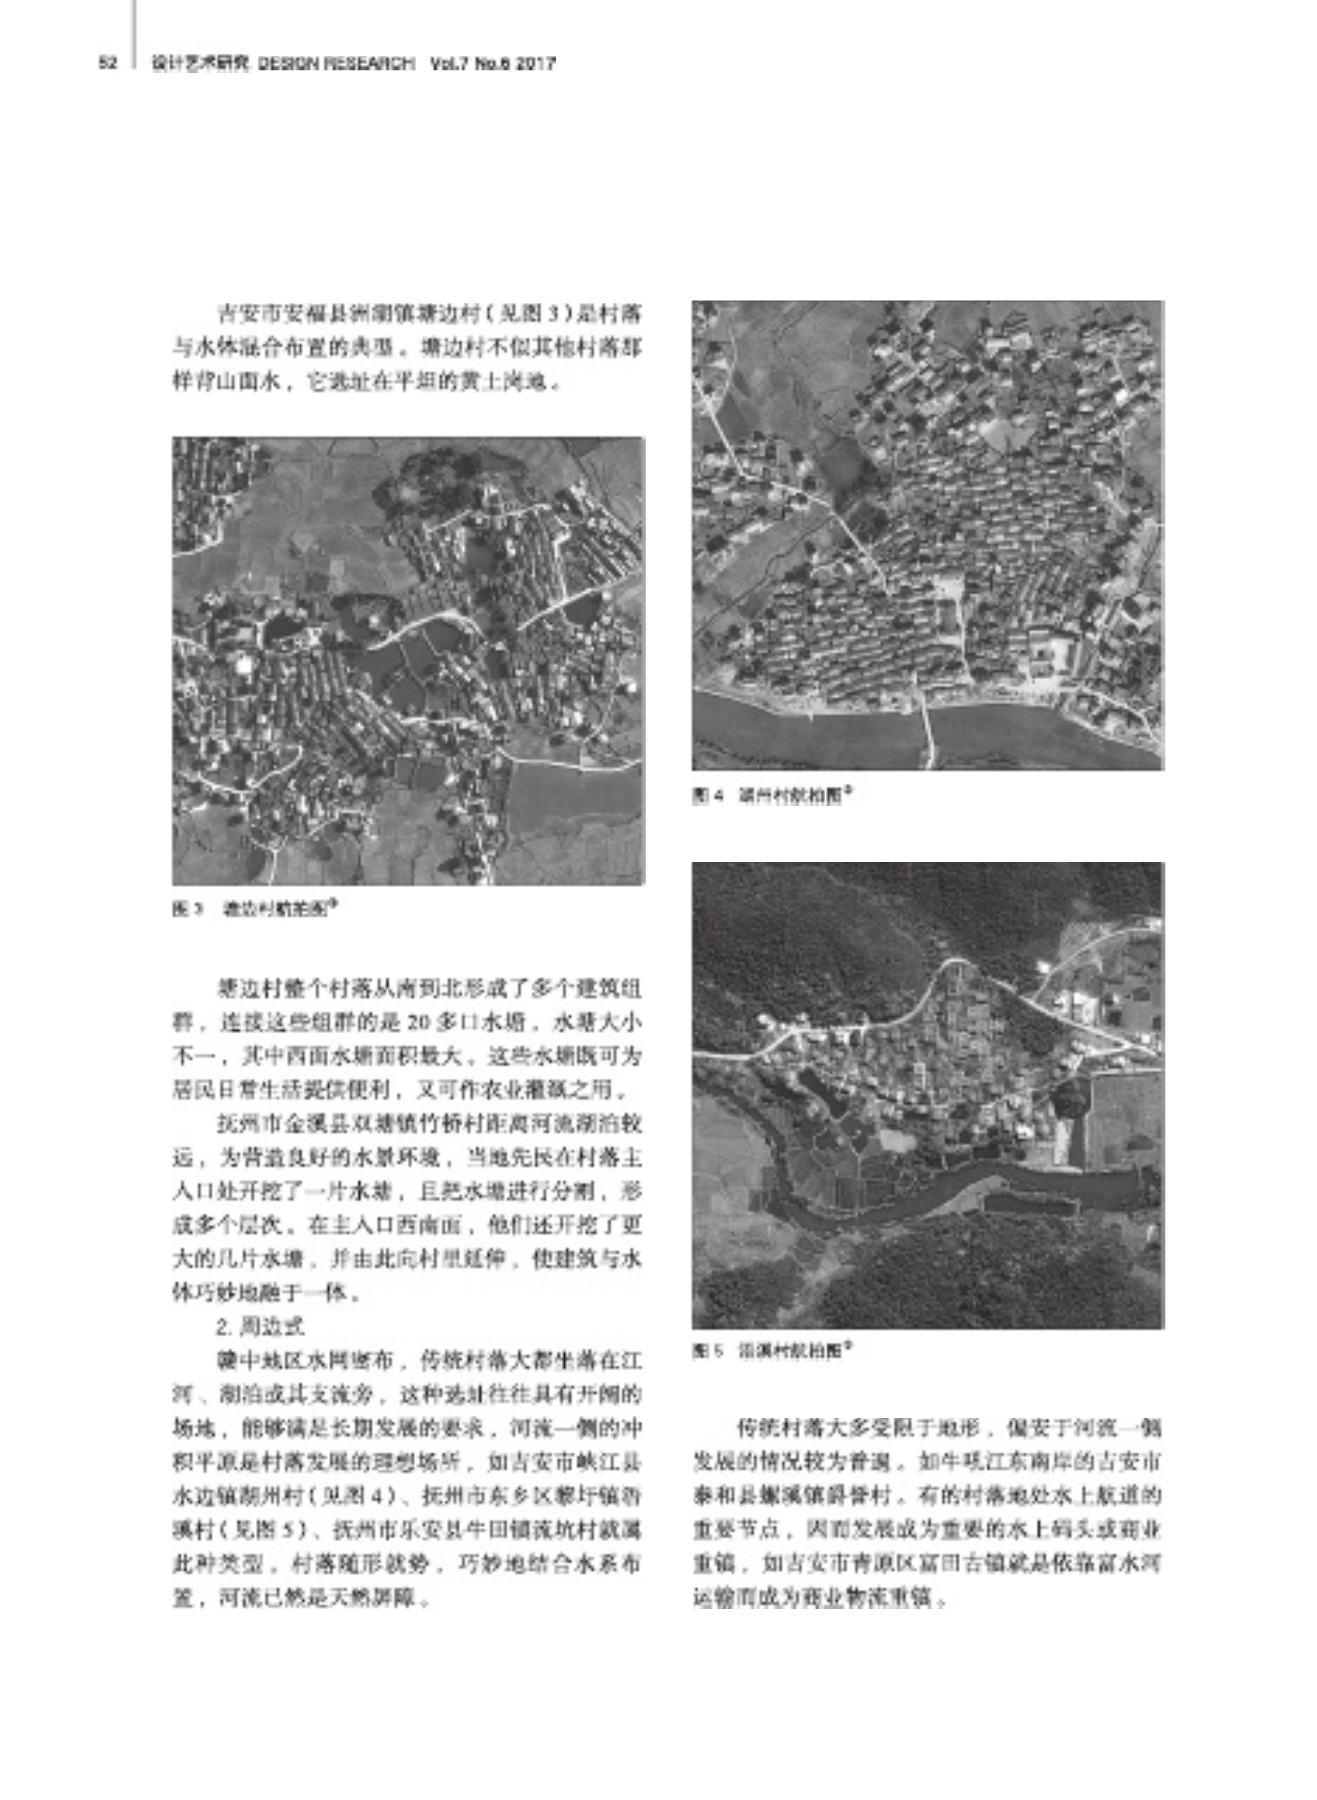 52 设计艺术研究 DESIGN RESEARCH Vol.7 No.6 2017
吉安市安福县洲湖镇塘边村(见图3)是村落
与水体混合布置的典型。塘边村不似其他村落那
样背山面水，它选址在平坦的黄土岗地。
图3 塘边村航拍图
塘边村整个村落从南到北形成了多个建筑组
群，连接这些组群的是20多口水塘，水塘大小
不一，其中西面水塘面积最大。这些水塘既可为
居民日常生活提供便利，又可作农业灌溉之用。
抚州市金溪县双塘镇竹桥村距离河流湖泊较
远，为营造良好的水景环境，当地先民在村落主
入口处开挖了一片水塘，且把水塘进行分割，形
成多个层次。在主入口西南面，他们还开挖了更
大的几片水塘，并由此向村里延伸，使建筑与水
体巧妙地融于一体。
2. 周边式
赣中地区水网密布，传统村落大都坐落在江
河、湖泊或其支流旁，这种选址往往具有开阔的
场地，能够满足长期发展的要求，河流一侧的冲
积平原是村落发展的理想场所，如吉安市峡江县
水边镇湖州村(见图4)、抚州市东乡区黎圩镇浯
溪村(见图5)、抚州市乐安县牛田镇流坑村就属
此种类型。村落随形就势，巧妙地结合水系布
置，河流已然是天然屏障。
图4 湖州村航拍图
图5 浯溪村航拍图
传统村落大多受限于地形，偏安于河流一侧
发展的情况较为普遍。如牛吼江东南岸的吉安市
泰和县螺溪镇爵誉村。有的村落地处水上航道的
重要节点，因而发展成为重要的水上码头或商业
重镇，如吉安市青原区富田古镇就是依靠富水河
运输而成为商业物流重镇。